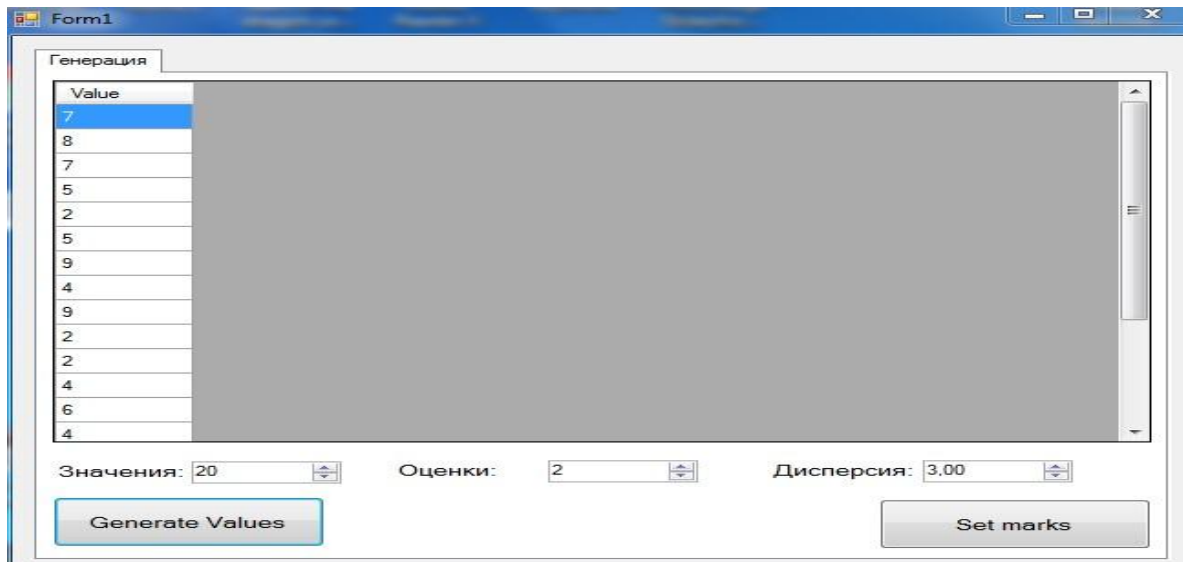 Form1
Генерация
Value
7
8
7
5
2
5
9
4
9
2
2
4
6
4
Значения: 20 Оценки: 2 Дисперсия: 3,00
Generate Values Set marks